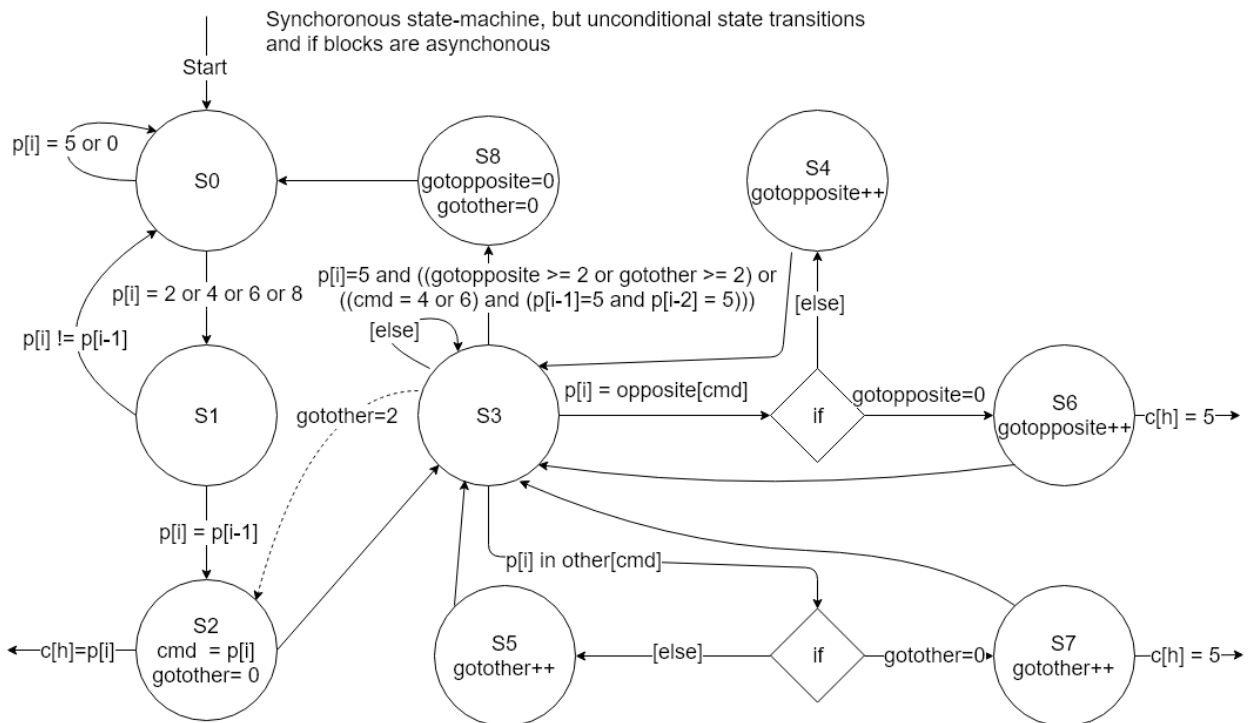 Synchoronous state-machine, but unconditional state transitions
and if blocks are asynchonous
Start
p[i] = 5 or 0
S0
S8
gotopposite=0
gotother=0
S4
gotopposite++
p[i] = 2 or 4 or 6 or 8
p[i]=5 and ((gotopposite >= 2 or gotother >= 2) or
((cmd = 4 or 6) and (p[i-1]=5 and p[i-2] = 5)))
[else]
[else]
p[i] != p[i-1]
S1
gotother=2
S3
p[i] = opposite[cmd]
if
gotopposite=0
S6
gotopposite++
c[h] = 5
p[i] = p[i-1]
p[i] in other[cmd]
c[h]=p[i]
S2
cmd = p[i]
gotother= 0
S5
gotother++
[else]
if
gotother=0
S7
gotother++
c[h] = 5